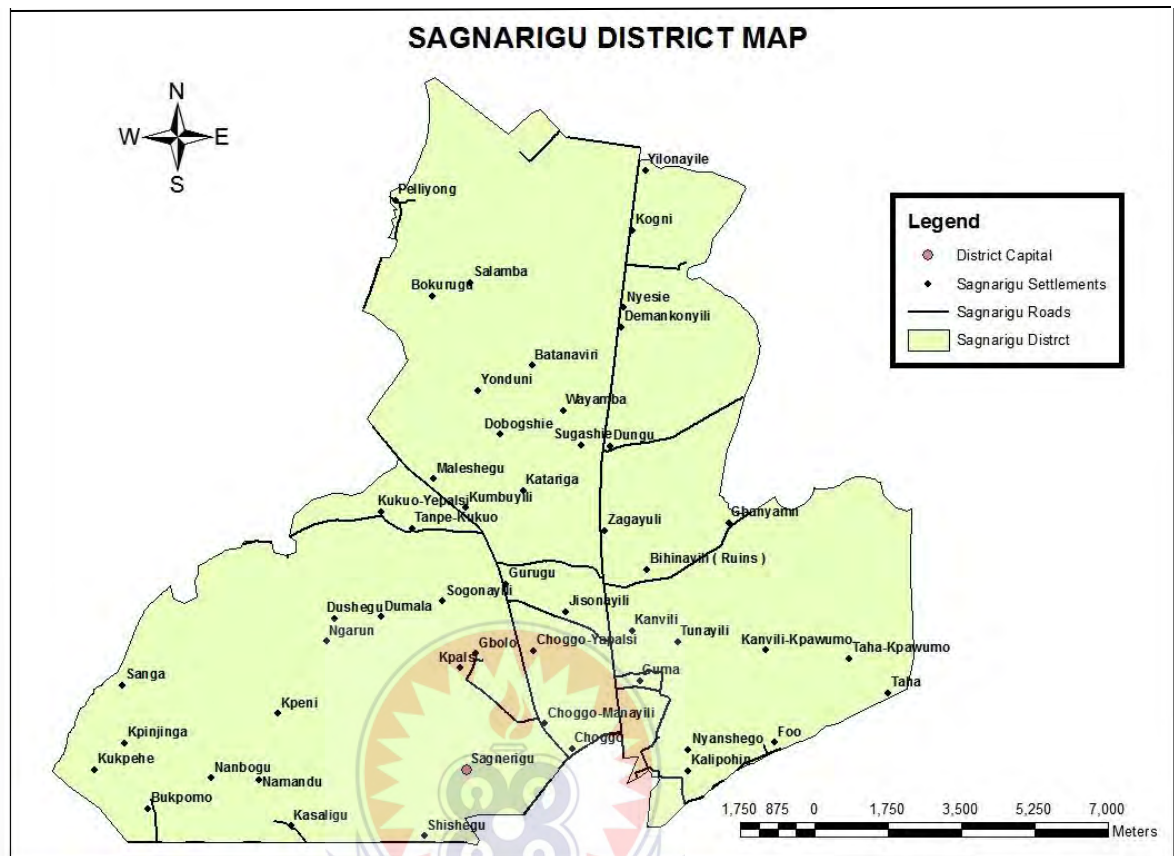 SAGNARIGU DISTRICT MAP
N
W E
S
Yilonayile
Pelliyong
Kogni
Legend
District Capital
Sagnarigu Settlements
Sagnarigu Roads
Sagnarigu Distrct
Salamba
Bokurugu
Nyesie
Demankonyili
Batanaviri
Yonduni
Wayamba
Dobogshie
Sugashie
Dungu
Maleshegu
Katariga
Kukuo-Yepalsi
Kumbuyili
Tanpe-Kukuo
Zagayuli
Gbanyamn
Bihinayili ( Ruins )
Gurugu
Sogonayili
Jisonayili
Dushegu
Dumala
Ngarun
Kanvili
Tunayili
Choggo-Yapalsi
Kanvili-Kpawumo
Taha-Kpawumo
Gbolo
Kpalsi
Guma
Sanga
Taha
Kpeni
Choggo-Manayili
Kpinjinga
Choggo
Nyanshego
Foo
Kukpehe
Sagnerigu
Kalipohin
Nanbogu
Namandu
Bukpomo
Kasaligu
Shishegu
1,750 875 0 1,750 3,500 5,250 7,000
Meters